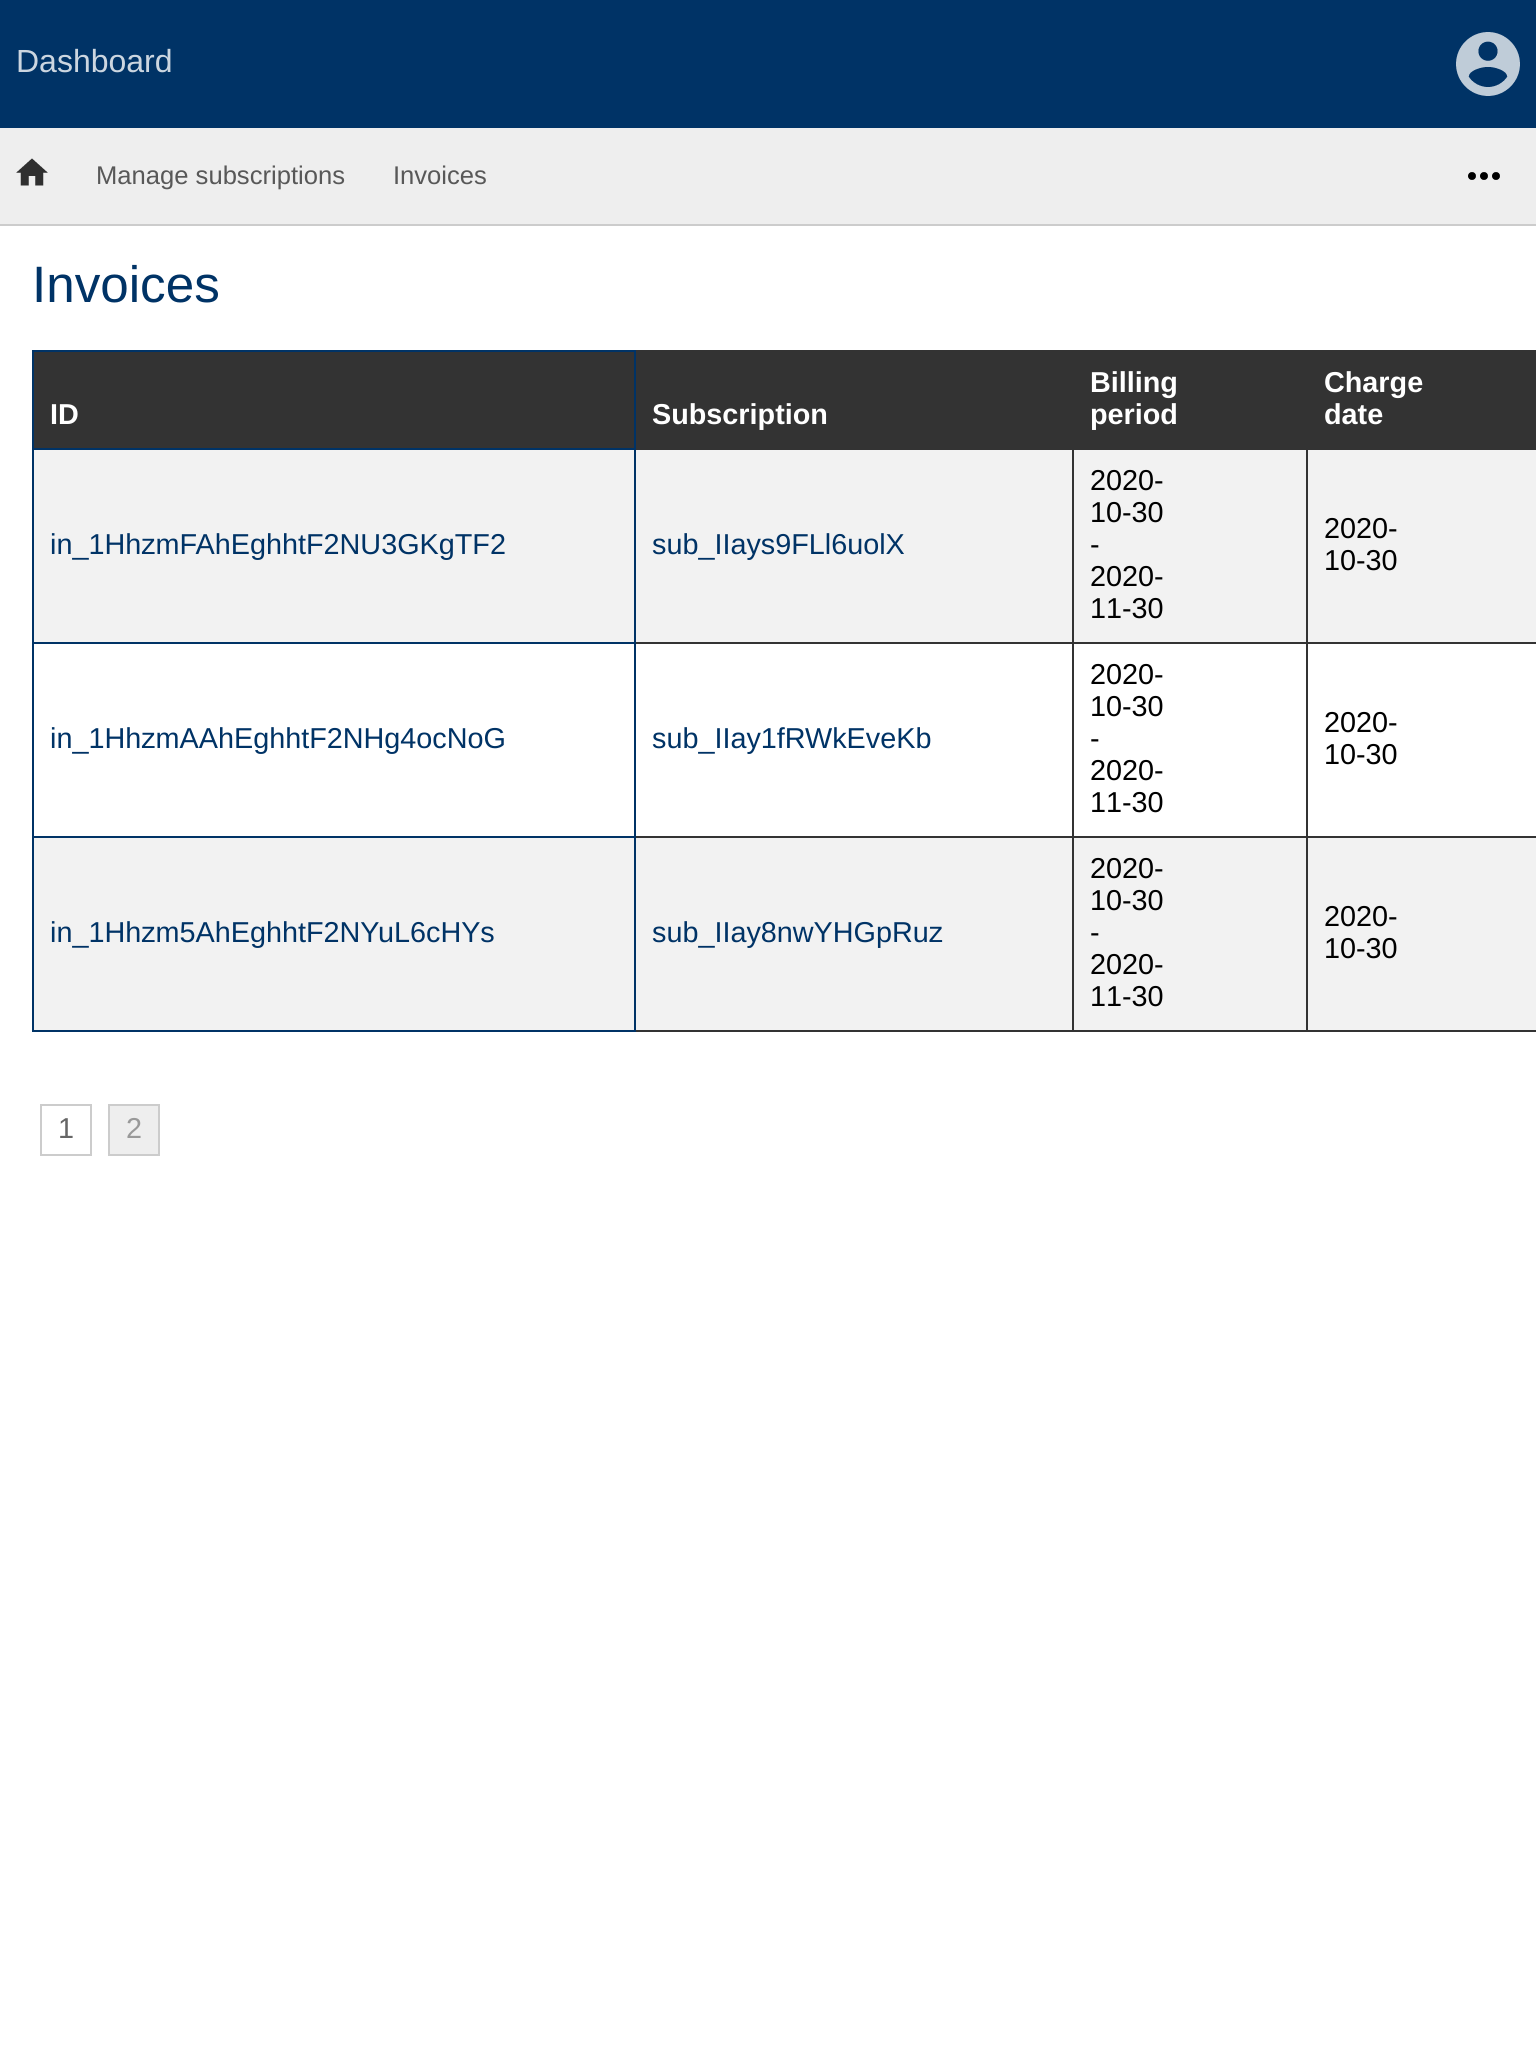 Dashboard
Manage subscriptions Invoices
Invoices
ID Subscription Billing period Charge date
in_1HhzmFAhEghhtF2NU3GKgTF2 sub_IIays9FLl6uolX 2020-10-30 - 2020-11-30 2020-10-30
in_1HhzmAAhEghhtF2NHg4ocNoG sub_IIay1fRWkEveKb 2020-10-30 - 2020-11-30 2020-10-30
in_1Hhzm5AhEghhtF2NYuL6cHYs sub_IIay8nwYHGpRuz 2020-10-30 - 2020-11-30 2020-10-30
1 2